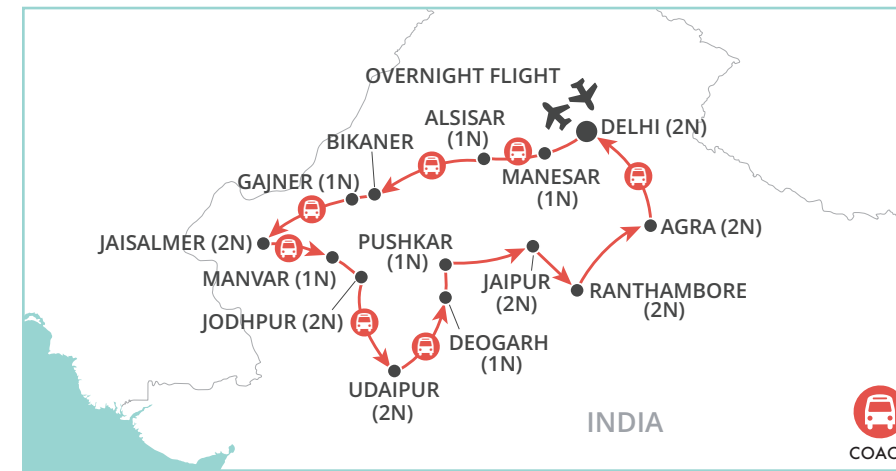 OVERNIGHT FLIGHT
DELHI (2N)
ALSISAR
(1N)
BIKANER
MANESAR
(1N)
GAJNER (1N)
AGRA (2N)
JAISALMER (2N)
PUSHKAR
(1N)
MANVAR (1N)
JAIPUR
(2N)
RANTHAMBORE
(2N)
JODHPUR (2N)
DEOGARH
(1N)
UDAIPUR
(2N)
INDIA
COAC